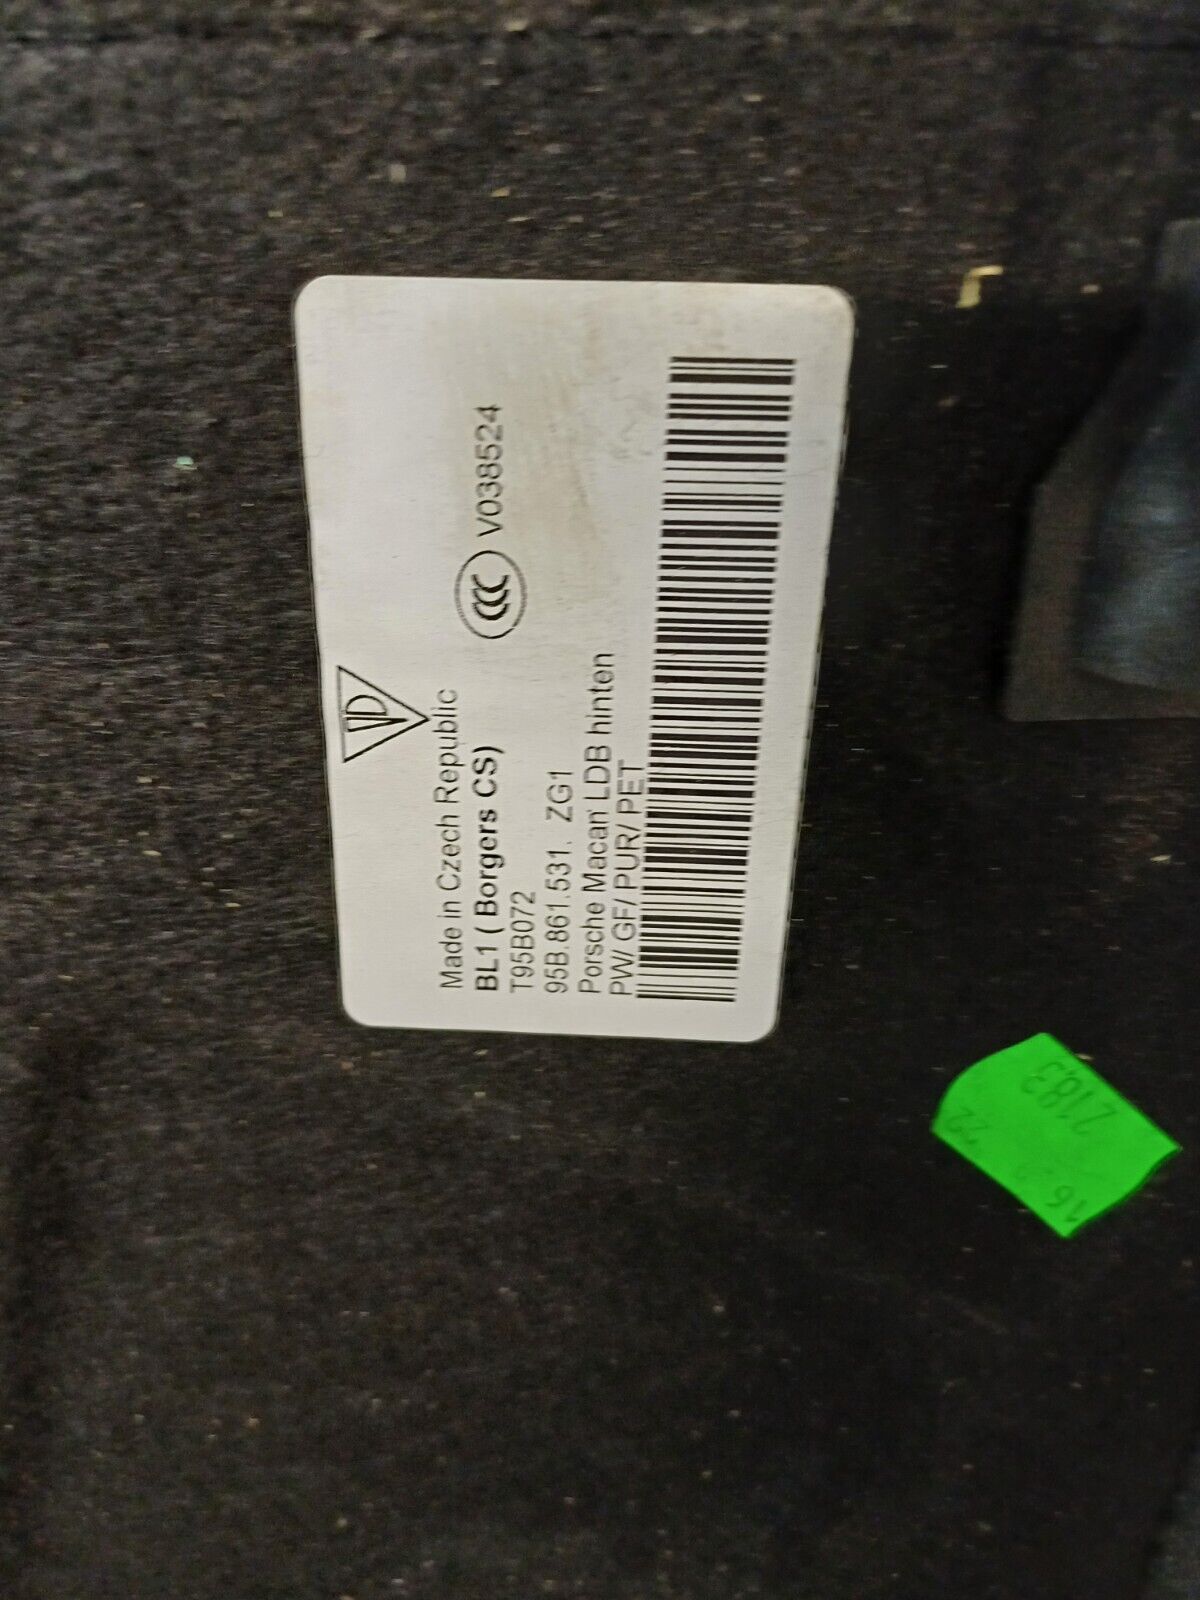 Made in Czech Republic
BL1 ( Borgers CS)
T95B072
CCC V038524
95B.861.531. ZG1
Porsche Macan' LDB hinten
PW/ GF/ PUR/ PET
2183
22